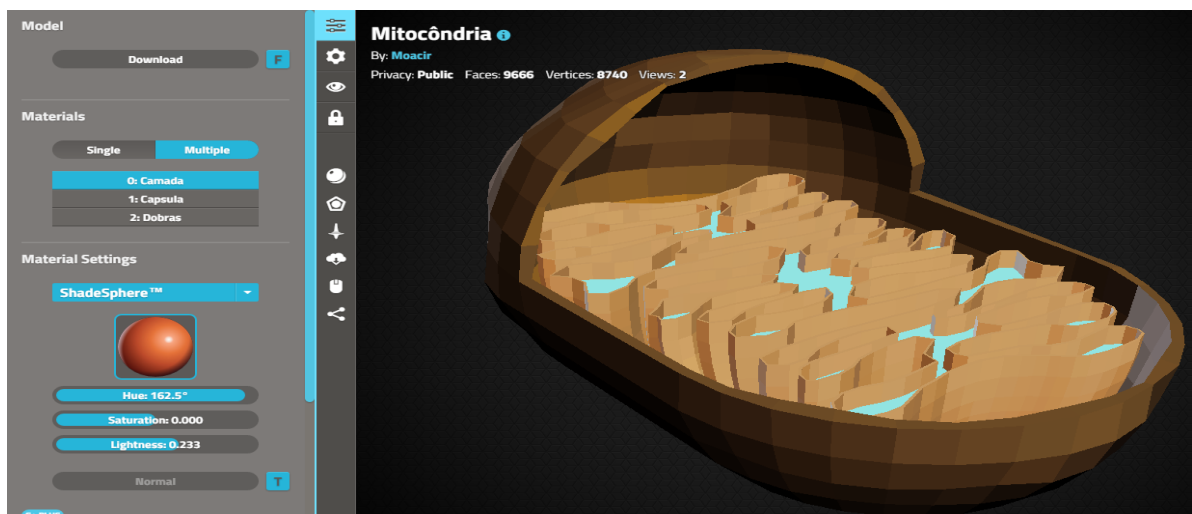 Model
Download
F
Materials
Single Multiple
0: Camada
1: Capsula
2: Dobras
Material Settings
ShadeSphere™
Hue: 162.5°
Saturation: 0.000
Lightness: 0.233
Normal
T
Mitocôndria
By: Moacir
Privacy: Public Faces: 9666 Vertices: 8740 Views: 2